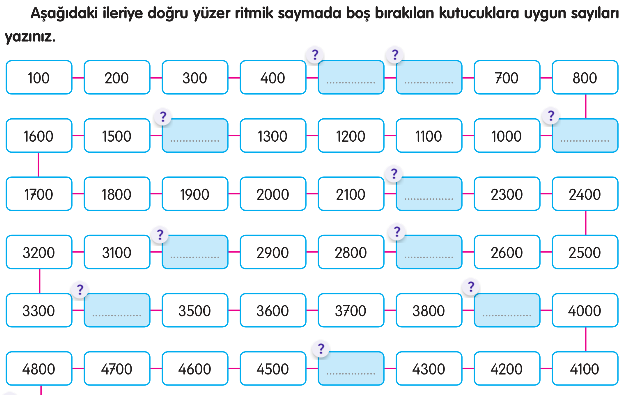 Aşağıdaki ileriye doğru yüzer ritmik saymada boş bırakılan kutucuklara uygun sayıları
yazınız.
? ?
100 200 300 400 .............. .............. 700 800
? ?
1600 1500 .............. 1300 1200 1100 1000 ..............
?
1700 1800 1900 2000 2100 .............. 2300 2400
? ?
3200 3100 .............. 2900 2800 .............. 2600 2500
? ?
3300 .............. 3500 3600 3700 3800 .............. 4000
?
4800 4700 4600 4500 .............. 4300 4200 4100